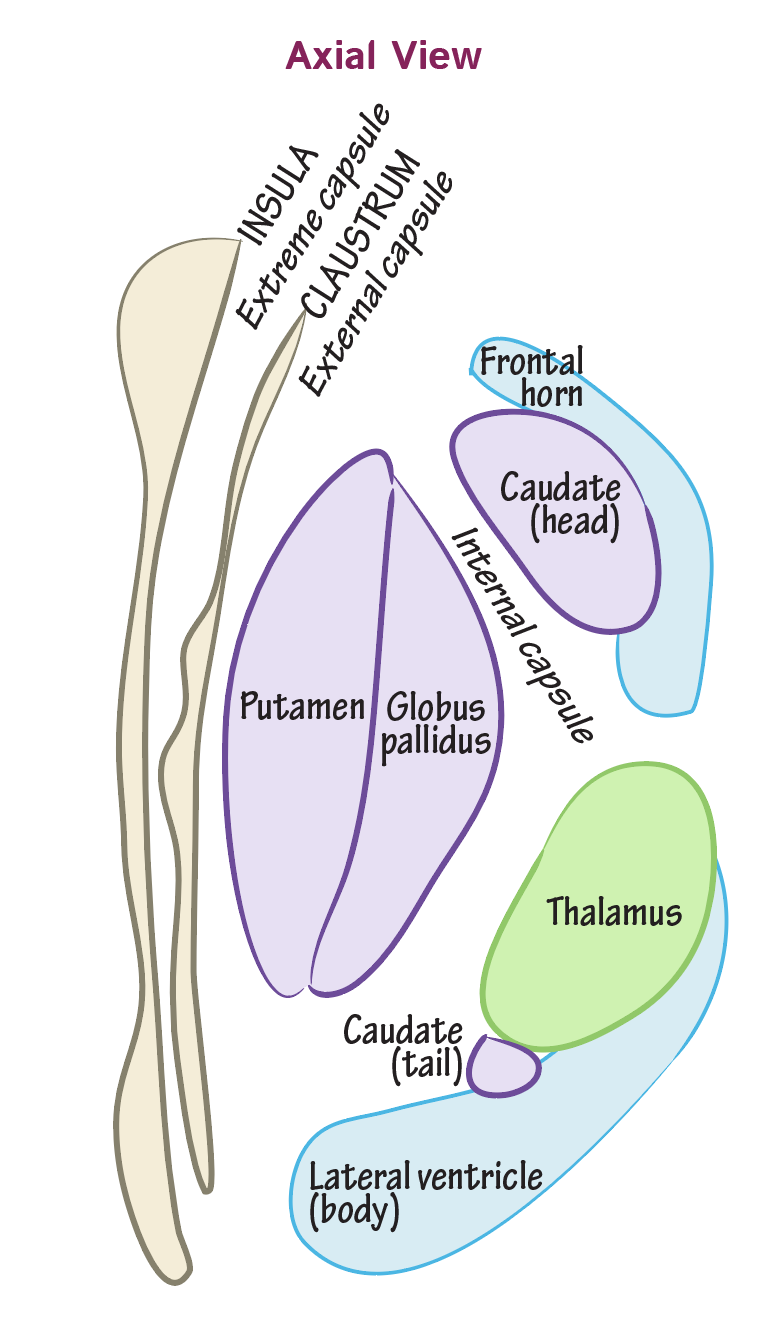 Axial View
INSULA
Extreme capsule
CLAUSTRUM
External capsule
Frontal
horn
Caudate
(head)
Internal capsule
Putamen
Globus
pallidus
Thalamus
Caudate
(tail)
Lateral ventricle
(body)